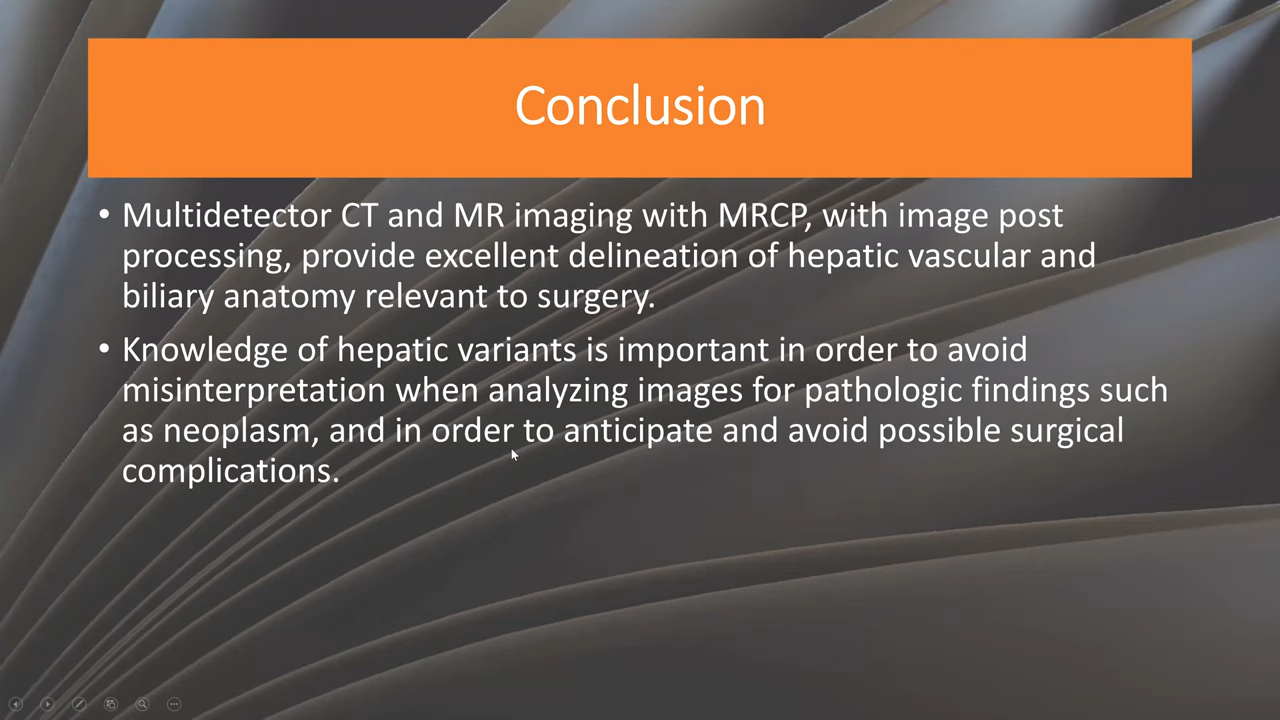 Conclusion
• Multidetector CT and MR imaging with MRCP, with image post
processing, provide excellent delineation of hepatic vascular and
biliary anatomy relevant to surgery.
• Knowledge of hepatic variants is important in order to avoid
misinterpretation when analyzing images for pathologic findings such
as neoplasm, and in order to anticipate and avoid possible surgical
complications.